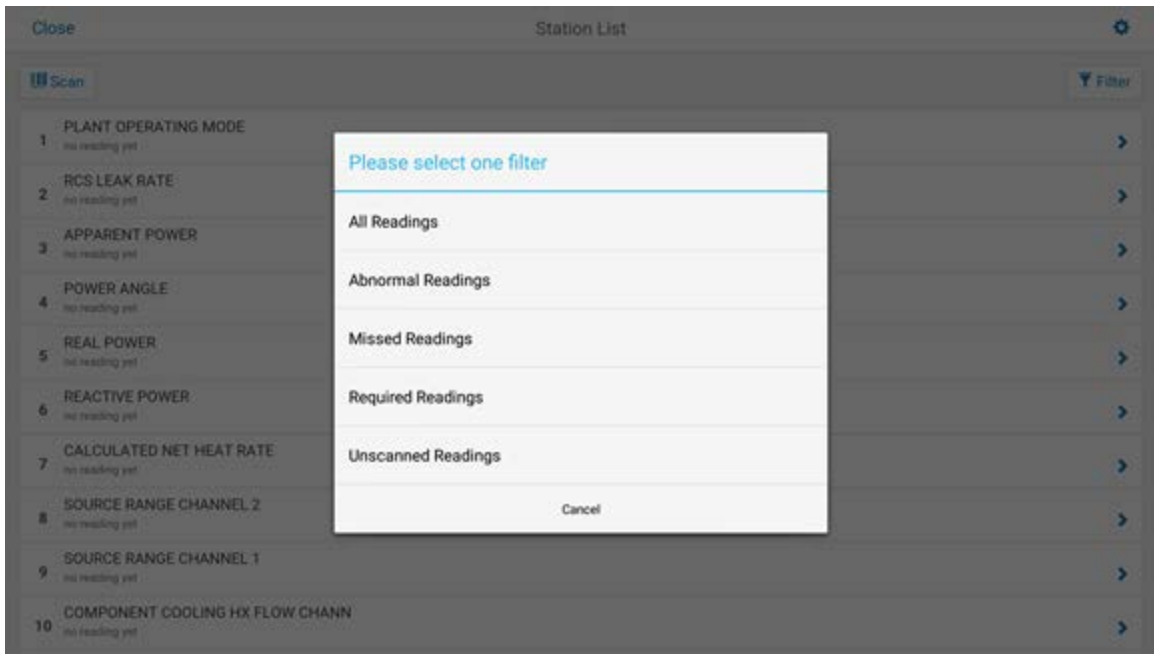 Close
Station List
Scan
Filter
1 PLANT OPERATING MODE
no reading yet
2 RCS LEAK RATE
no reading yet
3 APPARENT POWER
no reading yet
4 POWER ANGLE
no reading yet
5 REAL POWER
no reading yet
6 REACTIVE POWER
no reading yet
7 CALCULATED NET HEAT RATE
no reading yet
8 SOURCE RANGE CHANNEL 2
no reading yet
9 SOURCE RANGE CHANNEL 1
no reading yet
10 COMPONENT COOLING HX FLOW CHANN
no reading yet
Please select one filter
All Readings
Abnormal Readings
Missed Readings
Required Readings
Unscanned Readings
Cancel